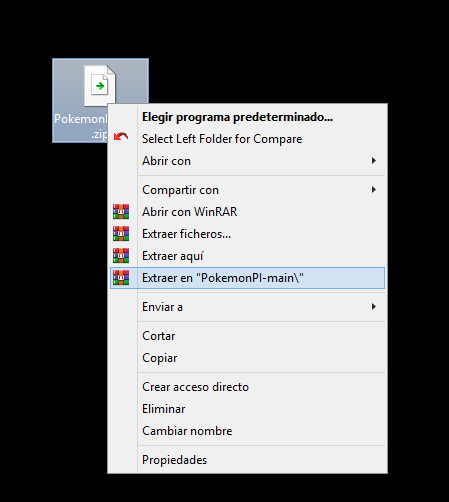 Pokemon
.zip
Elegir programa predeterminado...
Select Left Folder for Compare
Abrir con
Compartir con
Abrir con WinRAR
Extraer ficheros...
Extraer aquí
Extraer en "PokemonPI-main\"
Enviar a
Cortar
Copiar
Crear acceso directo
Eliminar
Cambiar nombre
Propiedades